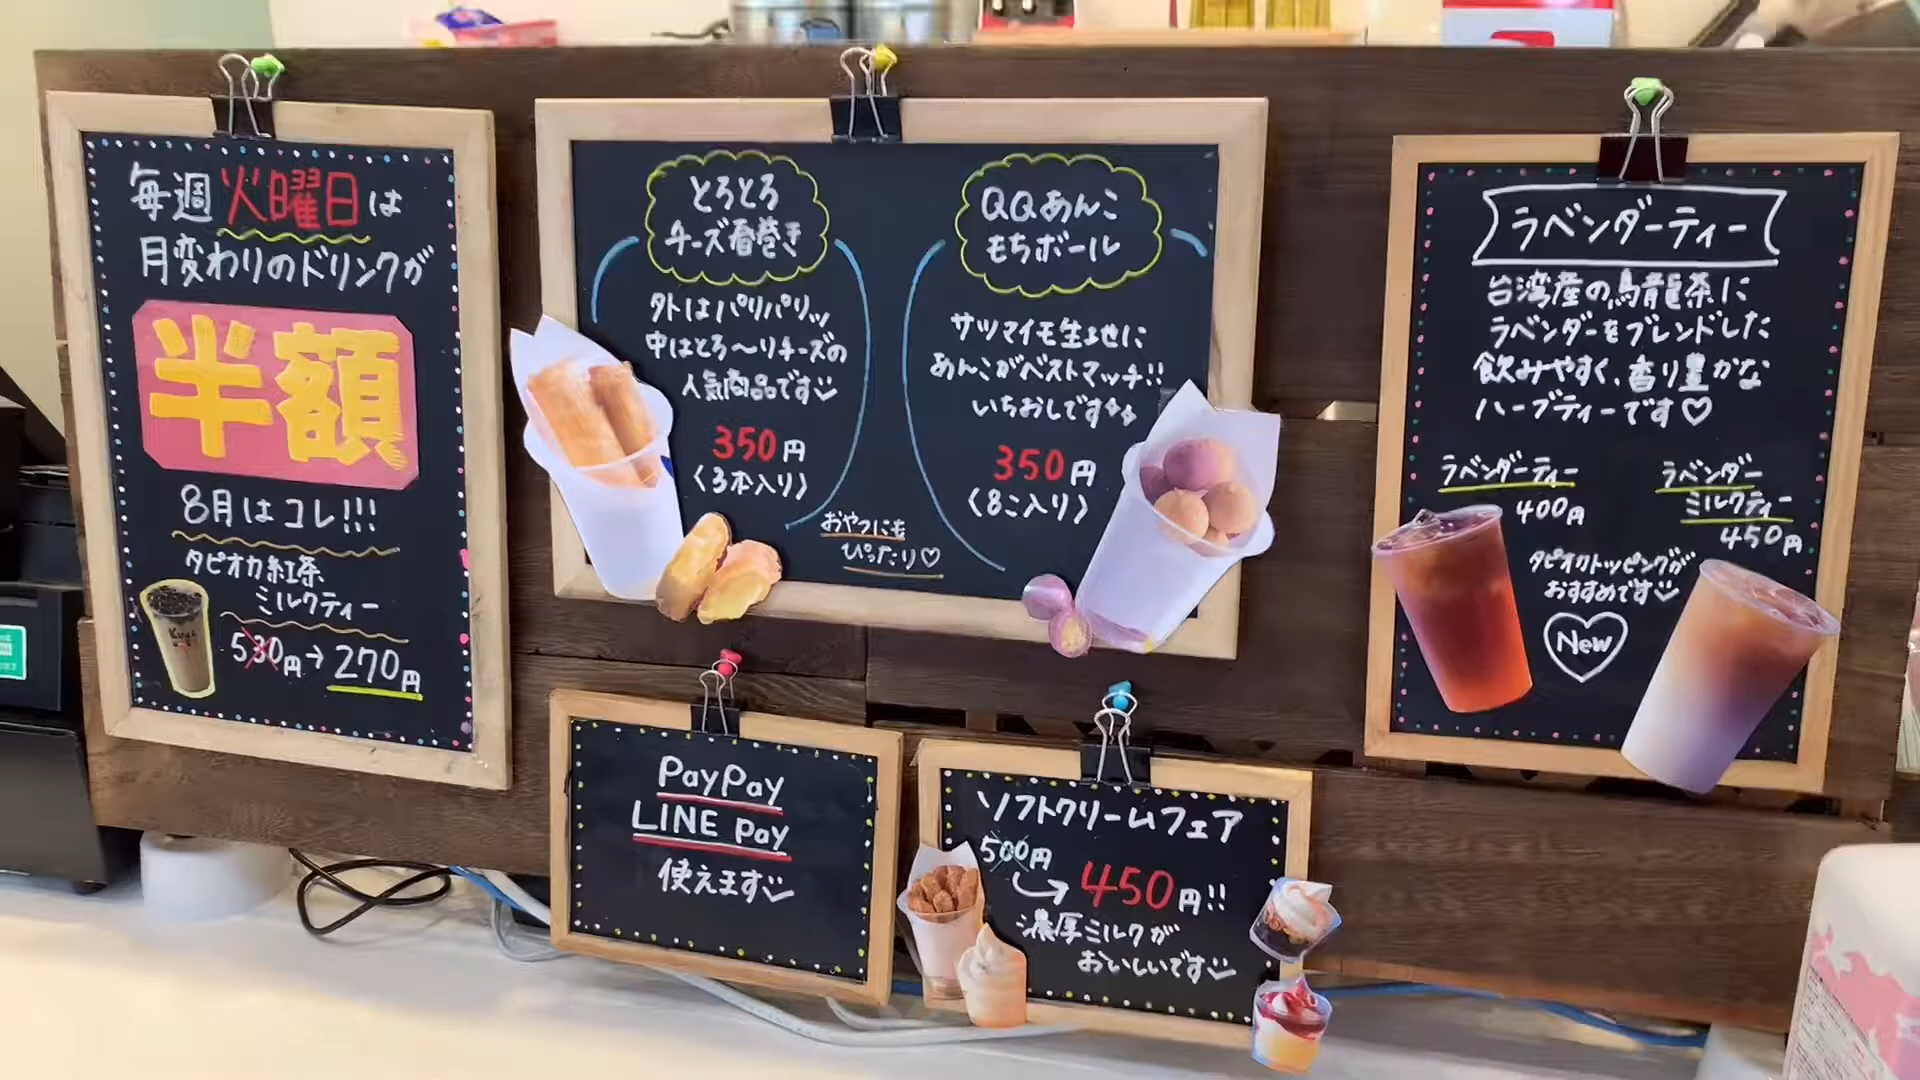 毎週火曜日は
月変わりのドリンクが
半額
8月はコレ!!!
タピオカ紅茶
ミルクティー
530円→270円
とろとろ
チーズ春巻き
外はパリパリッ
中はとろ〜りチーズの
人気商品です
350円
(3本入り)
QQあんこ
もちボール
サツマイモ生地に
あんこがベストマッチ!!
いちおしです
350円
(8こ入り)
おやつにも
ぴったり♡
ラベンダーティー
台湾産の烏龍茶に
ラベンダーをブレンドした
飲みやすく、香り豊かな
ハーブティーです♡
ラベンダーティー
400円
ラベンダー
ミルクティー
450円
タピオカトッピングが
おすすめです
New
PayPay
LINE pay
使えます
ソフトクリームフェア
500円
450円!!
濃厚ミルクが
おいしいです